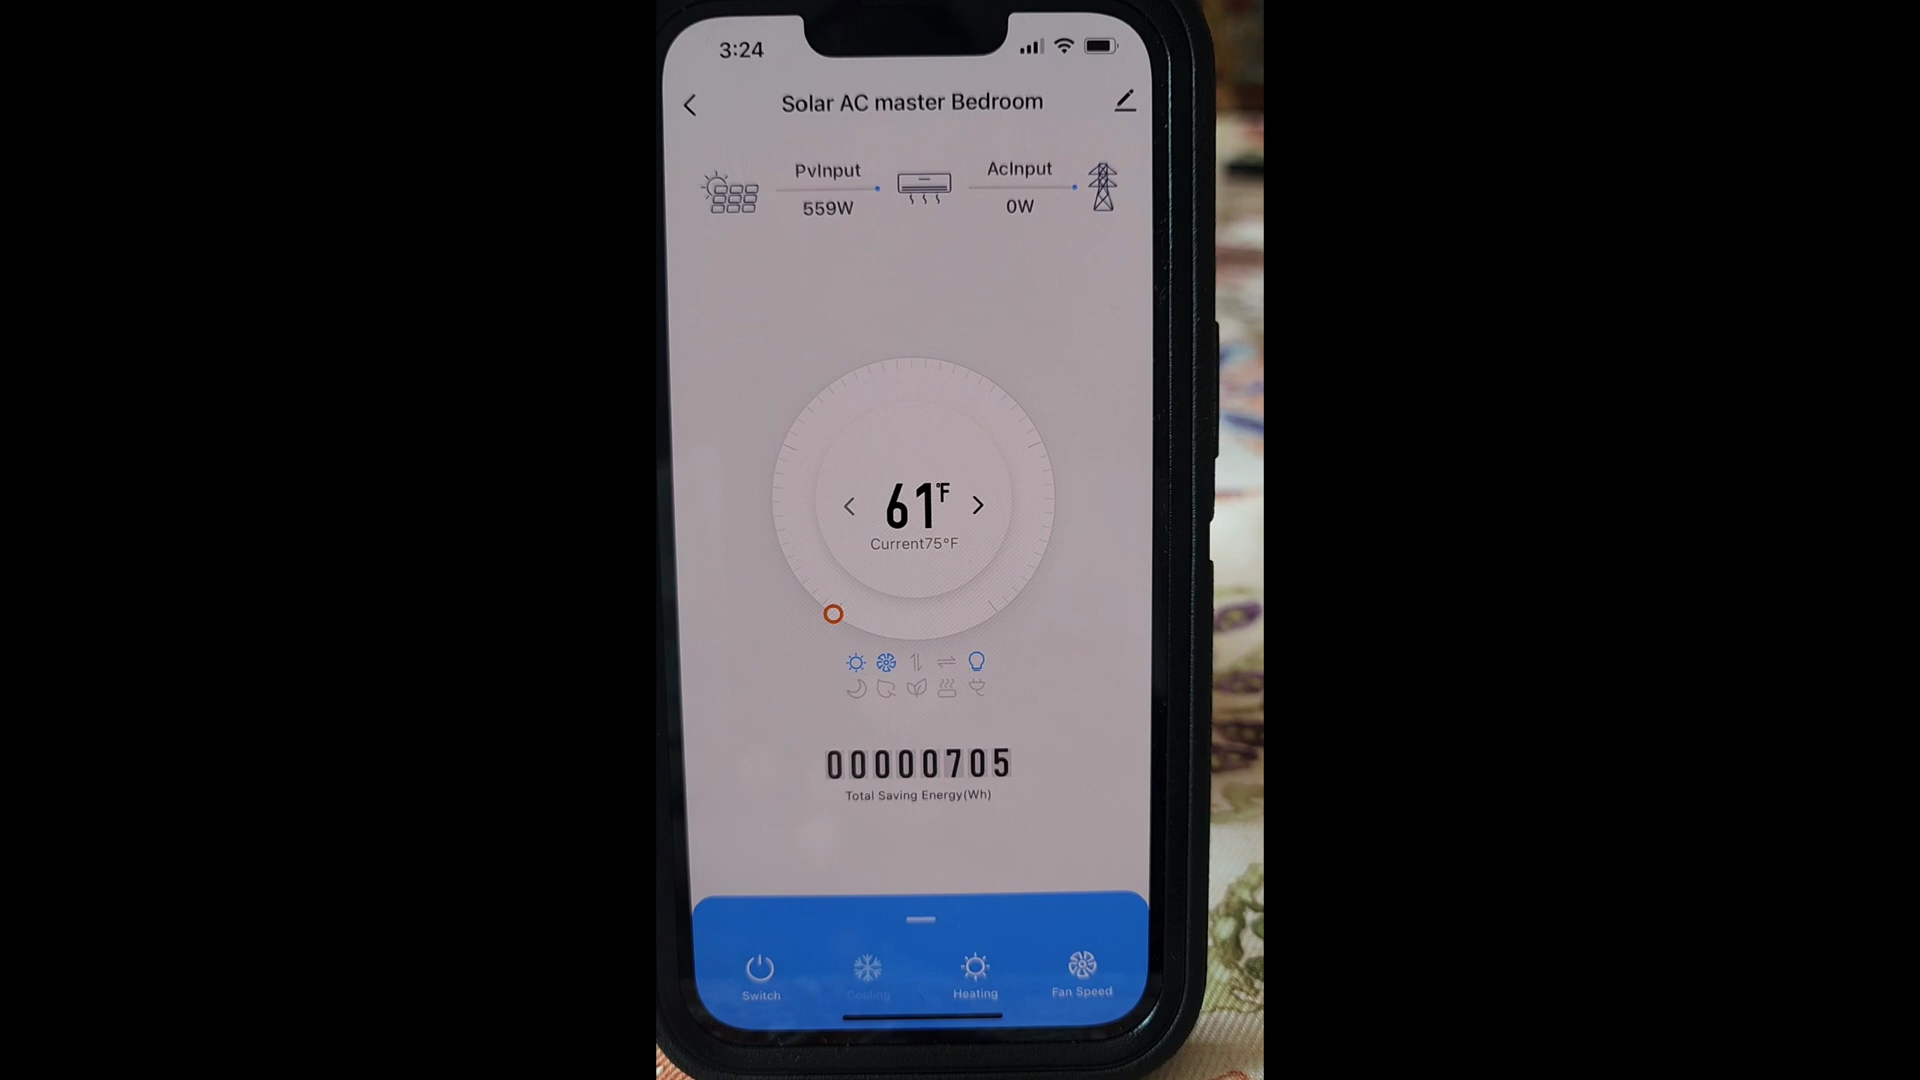 3:24
Solar AC master Bedroom
PvInput
559W
AcInput
0W
61°F
Current75°F
00000705
Total Saving Energy(Wh)
Switch
Cooling
Heating
Fan Speed